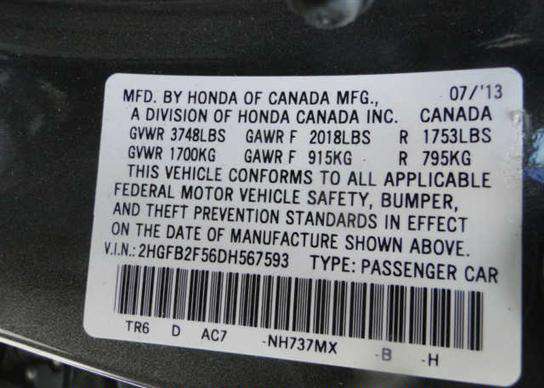 MFD. BY HONDA OF CANADA MFG., 07/'13
A DIVISION OF HONDA CANADA INC. CANADA
GVWR 3748LBS GAWR F 2018LBS R 1753LBS
GVWR 1700KG GAWR F 915KG R 795KG
THIS VEHICLE CONFORMS TO ALL APPLICABLE
FEDERAL MOTOR VEHICLE SAFETY, BUMPER,
AND THEFT PREVENTION STANDARDS IN EFFECT
ON THE DATE OF MANUFACTURE SHOWN ABOVE.
V.I.N.: 2HGFB2F56DH567593 TYPE: PASSENGER CAR
TR6 D AC7 -NH737MX -B -H